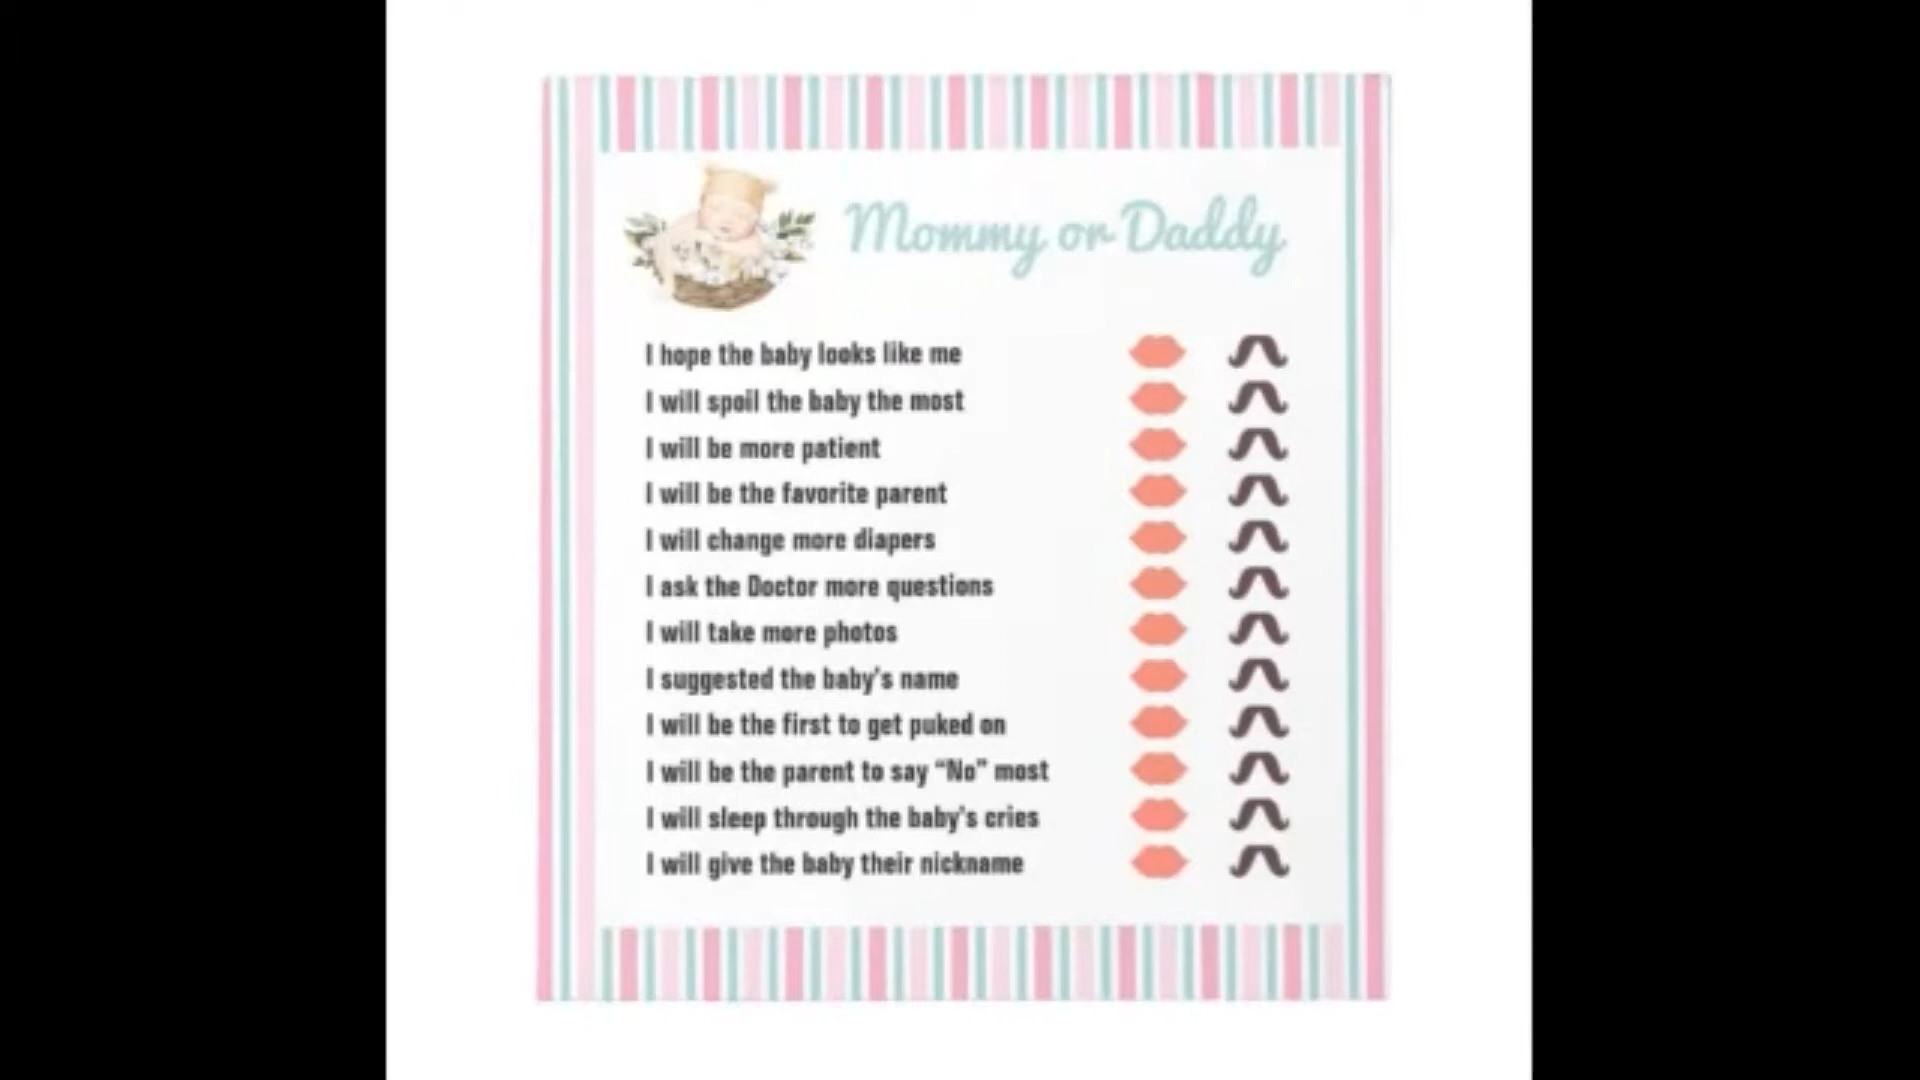 Mommy or Daddy
I hope the baby looks like me
I will spoil the baby the most
I will be more patient
I will be the favorite parent
I will change more diapers
I ask the Doctor more questions
I will take more photos
I suggested the baby's name
I will be the first to get puked on
I will be the parent to say “No” most
I will sleep through the baby's cries
I will give the baby their nickname